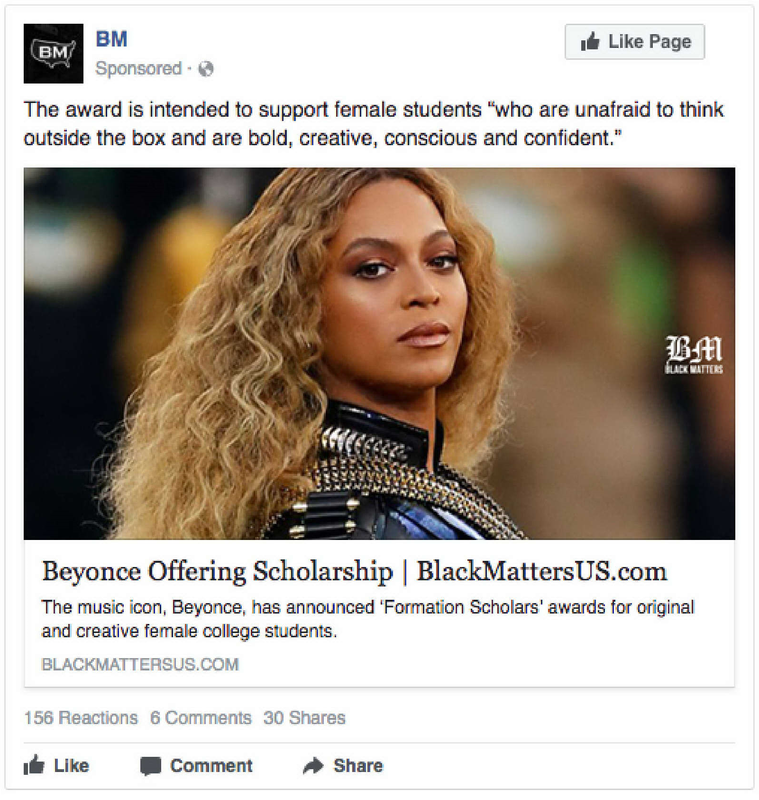 BM
BM
Like Page
Sponsored ·
The award is intended to support female students “who are unafraid to think
outside the box and are bold, creative, conscious and confident.”
BM
BLACK MATTERS
Beyonce Offering Scholarship | BlackMattersUS.com
The music icon, Beyonce, has announced ‘Formation Scholars’ awards for original
and creative female college students.
BLACKMATTERSUS.COM
156 Reactions 6 Comments 30 Shares
Like Comment Share